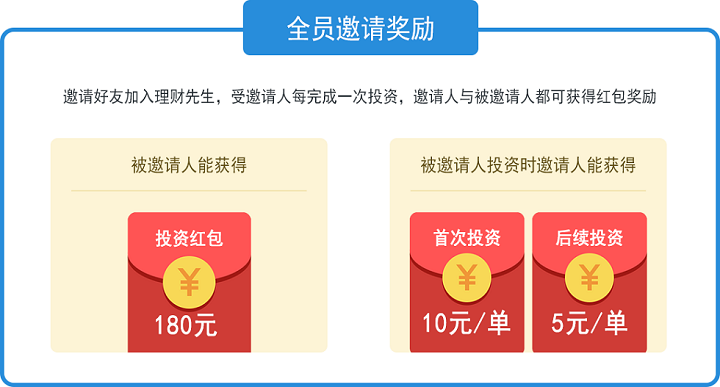 全员邀请奖励
邀请好友加入理财先生，受邀请人每完成一次投资，邀请人与被邀请人都可获得红包奖励
被邀请人能获得
投资红包
¥
180元
被邀请人投资时邀请人能获得
首次投资
¥
10元/单
后续投资
¥
5元/单